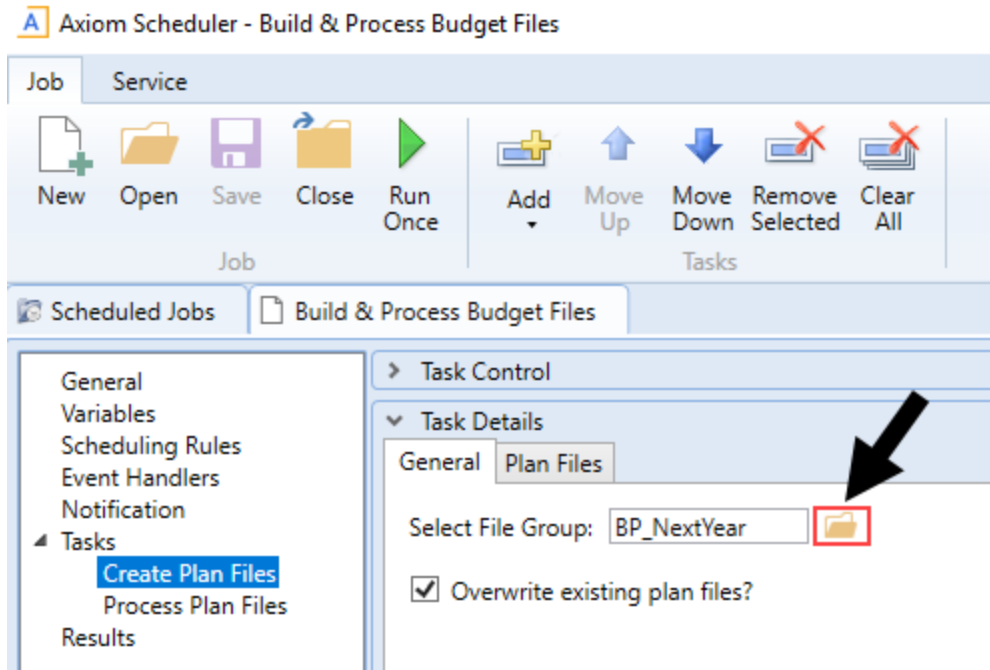 A Axiom Scheduler - Build & Process Budget Files
Job Service
New Open Save Close Run Once Add Move Up Move Down Remove Selected Clear All
Job Tasks
Scheduled Jobs Build & Process Budget Files
General
Variables
Scheduling Rules
Event Handlers
Notification
Tasks
Create Plan Files
Process Plan Files
Results
Task Control
Task Details
General Plan Files
Select File Group: BP_NextYear
Overwrite existing plan files?